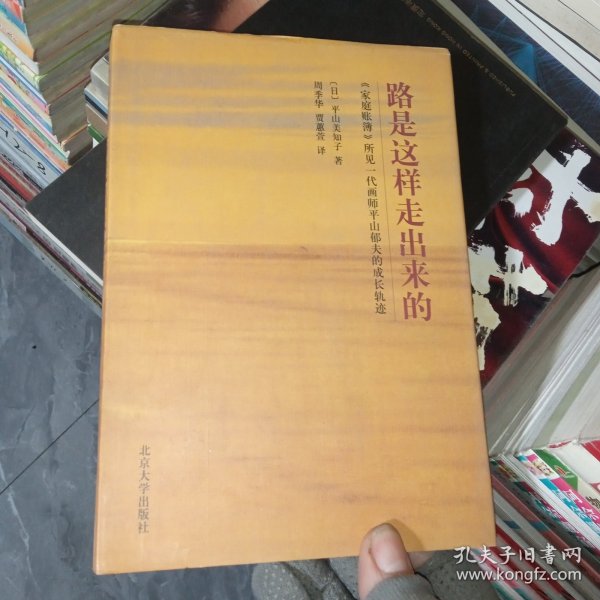 路是这样走出来的
《家庭账簿》所见一代画师平山郁夫的成长轨迹
〔日〕平山美知子 著
周季华 贾蕙萱 译
北京大学出版社
12-8
孔夫子旧书网
www.kongfz.com